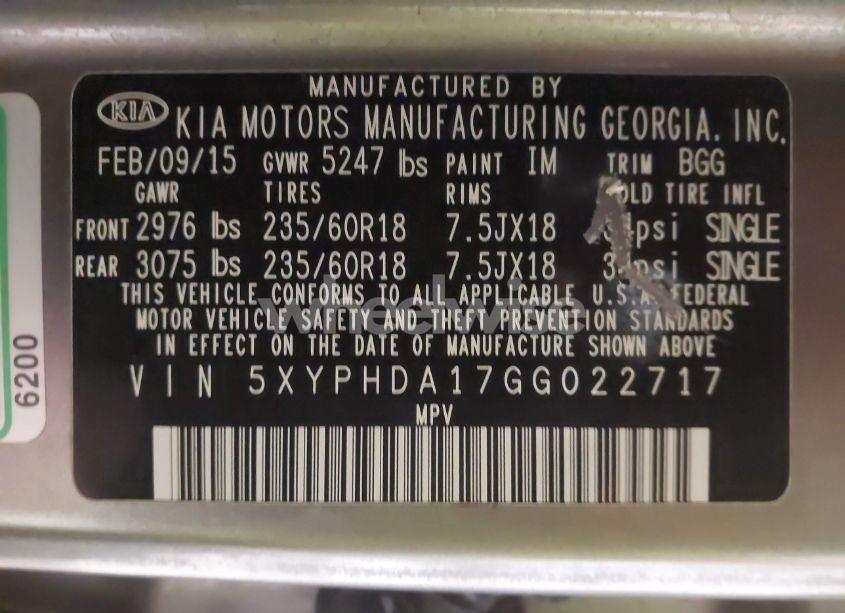 MANUFACTURED BY
KIA KIA MOTORS MANUFACTURING GEORGIA, INC.
FEB/09/15 GVWR 5247 lbs PAINT IM TRIM BGG
GAWR TIRES RIMS TIRE INFL
FRONT 2976 lbs 235/60R18 7.5JX18 psi SINGLE
REAR 3075 lbs 235/60R18 7.5JX18 psi SINGLE
THIS VEHICLE CONFORMS TO ALL APPLICABLE U.S.A. FEDERAL
MOTOR VEHICLE SAFETY AND THEFT PREVENTION STANDARDS
IN EFFECT ON THE DATE OF MANUFACTURE SHOWN ABOVE
VIN 5XYPHDA17GG022717
MPV
6200
wheelwise